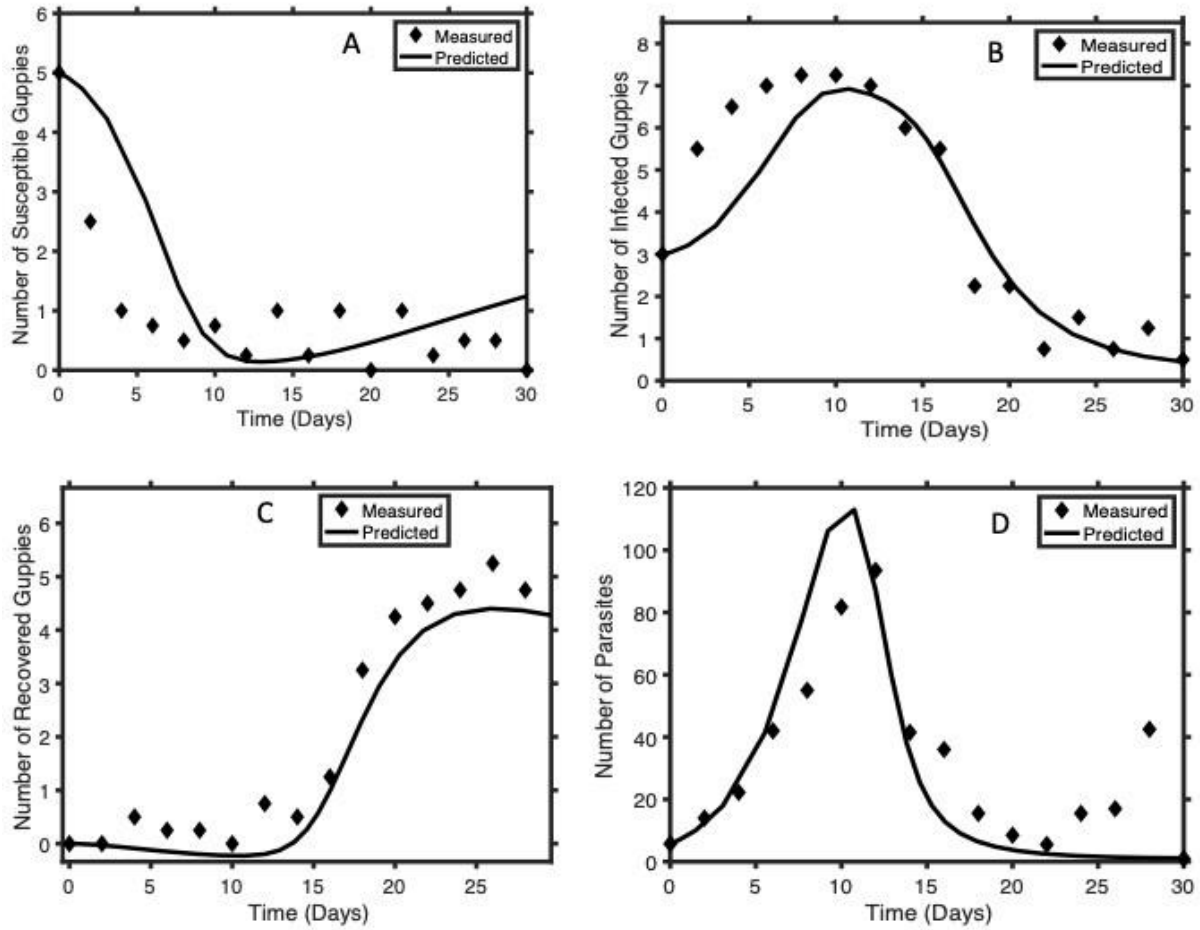 A
Measured
Predicted
Number of Susceptible Guppies
6
5
4
3
2
1
0
0 5 10 15 20 25 30
Time (Days)
B
Measured
Predicted
Number of Infected Guppies
8
7
6
5
4
3
2
1
0
0 5 10 15 20 25 30
Time (Days)
C
Measured
Predicted
Number of Recovered Guppies
6
5
4
3
2
1
0
0 5 10 15 20 25
Time (Days)
D
Measured
Predicted
Number of Parasites
120
100
80
60
40
20
0
0 5 10 15 20 25 30
Time (Days)